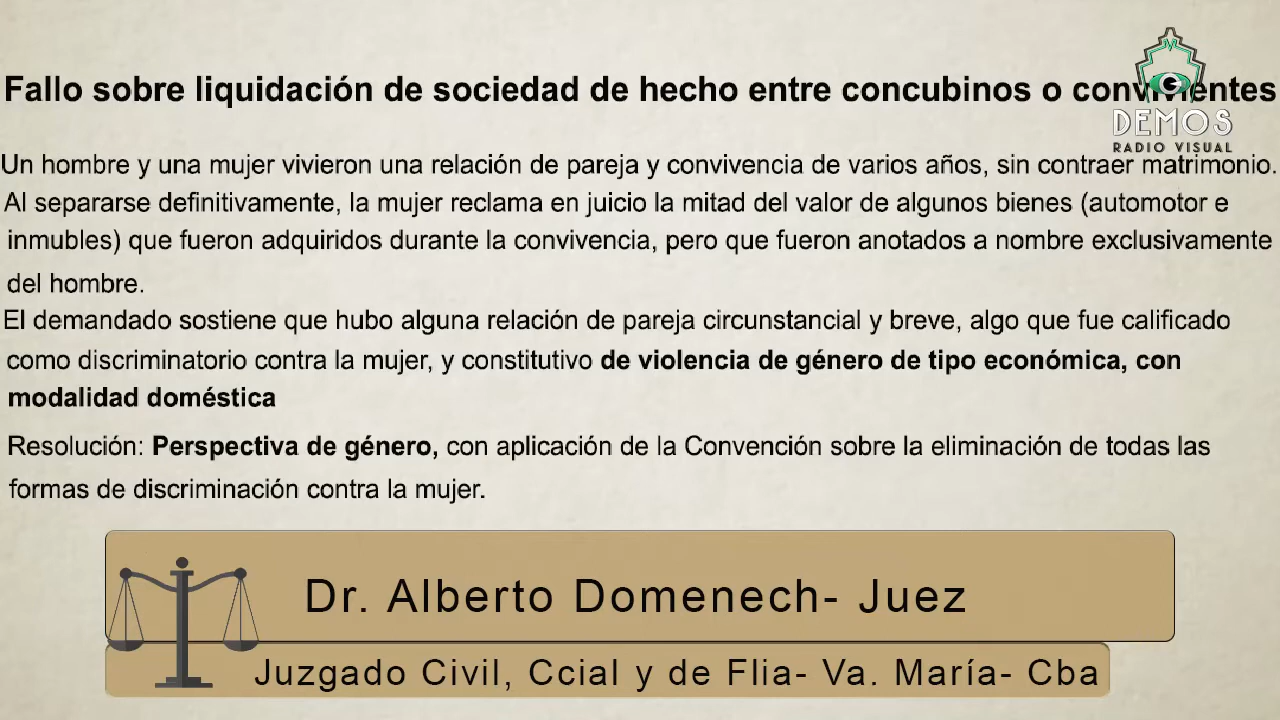 Fallo sobre liquidación de sociedad de hecho entre concubinos o convivientes
DEMOS
RADIO VISUAL
Un hombre y una mujer vivieron una relación de pareja y convivencia de varios años, sin contraer matrimonio.
Al separarse definitivamente, la mujer reclama en juicio la mitad del valor de algunos bienes (automotor e
inmubles) que fueron adquiridos durante la convivencia, pero que fueron anotados a nombre exclusivamente
del hombre.
El demandado sostiene que hubo alguna relación de pareja circunstancial y breve, algo que fue calificado
como discriminatorio contra la mujer, y constitutivo de violencia de género de tipo económica, con
modalidad doméstica
Resolución: Perspectiva de género, con aplicación de la Convención sobre la eliminación de todas las
formas de discriminación contra la mujer.
Dr. Alberto Domenech- Juez
Juzgado Civil, Ccial y de Flia- Va. María- Cba